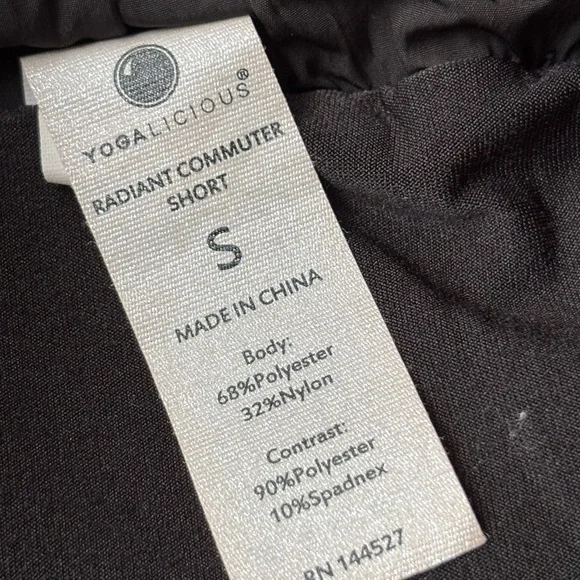 YOGALICIOUS®
RADIANT COMMUTER
SHORT
S
MADE IN CHINA
Body:
68%Polyester
32%Nylon
Contrast:
90%Polyester
10%Spadnex
RN 144527